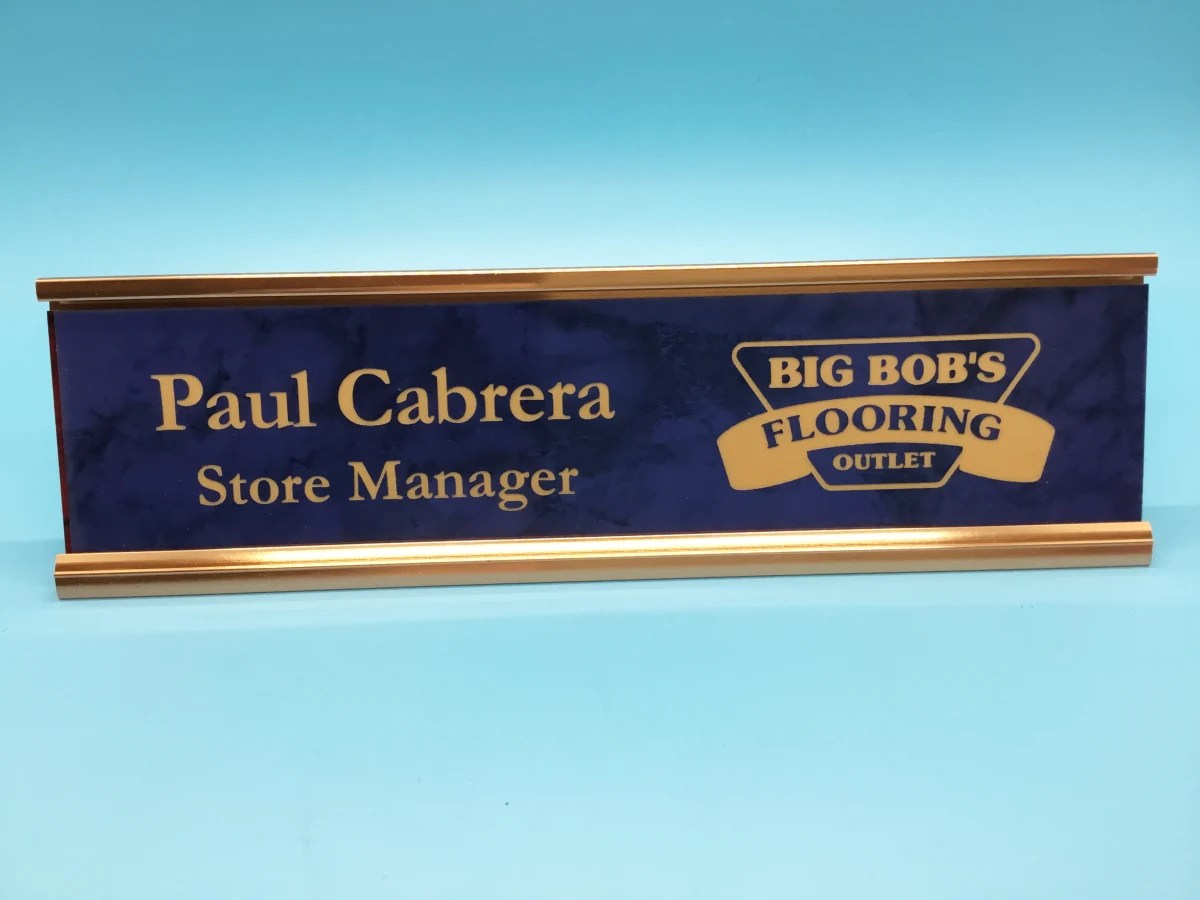 Paul Cabrera
Store Manager
BIG BOB'S
FLOORING
OUTLET